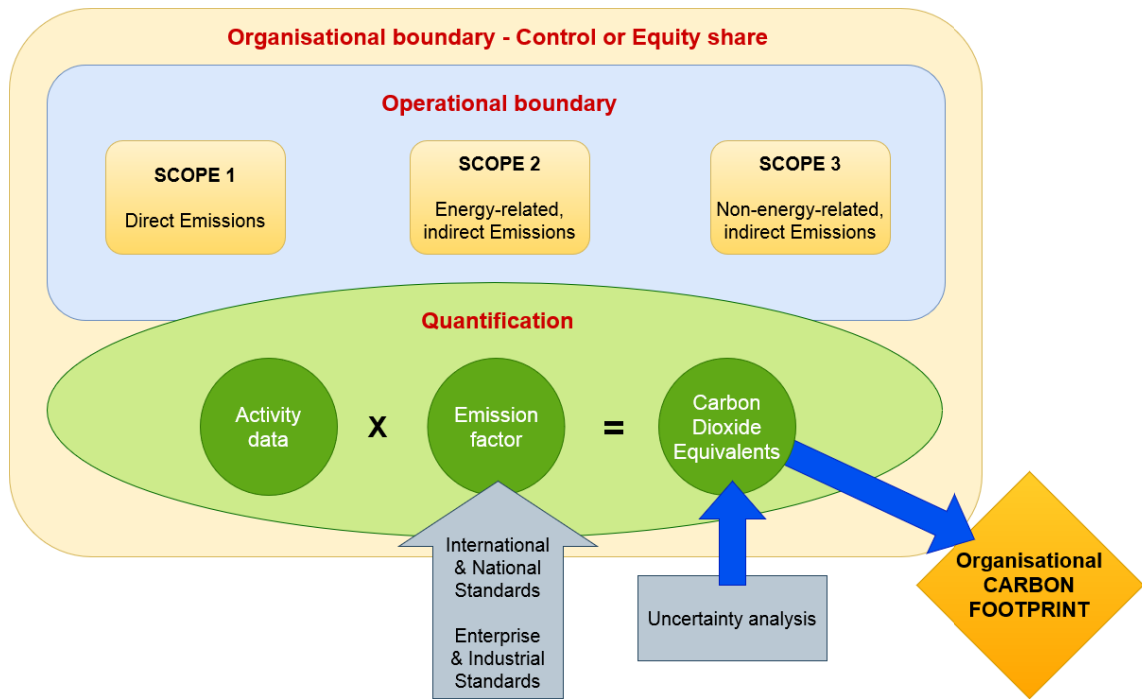 Organisational boundary - Control or Equity share
Operational boundary
SCOPE 1
Direct Emissions
SCOPE 2
Energy-related,
indirect Emissions
SCOPE 3
Non-energy-related,
indirect Emissions
Quantification
Activity
data
X
Emission
factor
=
Carbon
Dioxide
Equivalents
International
& National
Standards
Enterprise
& Industrial
Standards
Uncertainty analysis
Organisational
CARBON
FOOTPRINT